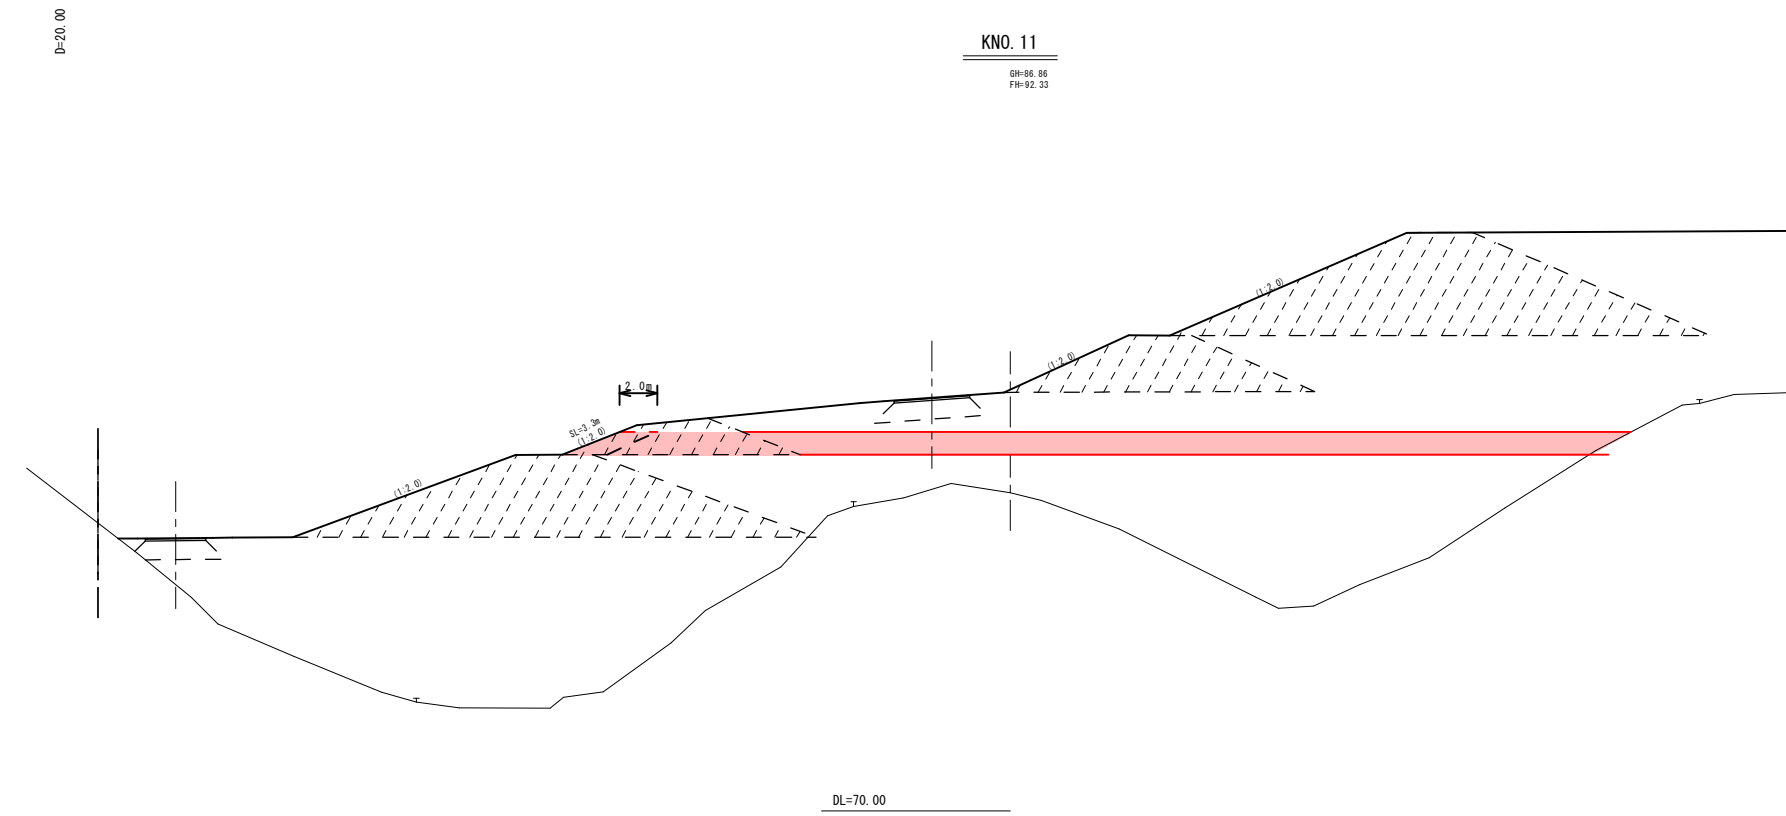 D=20.00
KNO.11
GH=86.86
FH=92.33
(1:2.0)
(1:2.0)
2.0m
SL=3.3m
(1:2.0)
(1:2.0)
DL=70.00